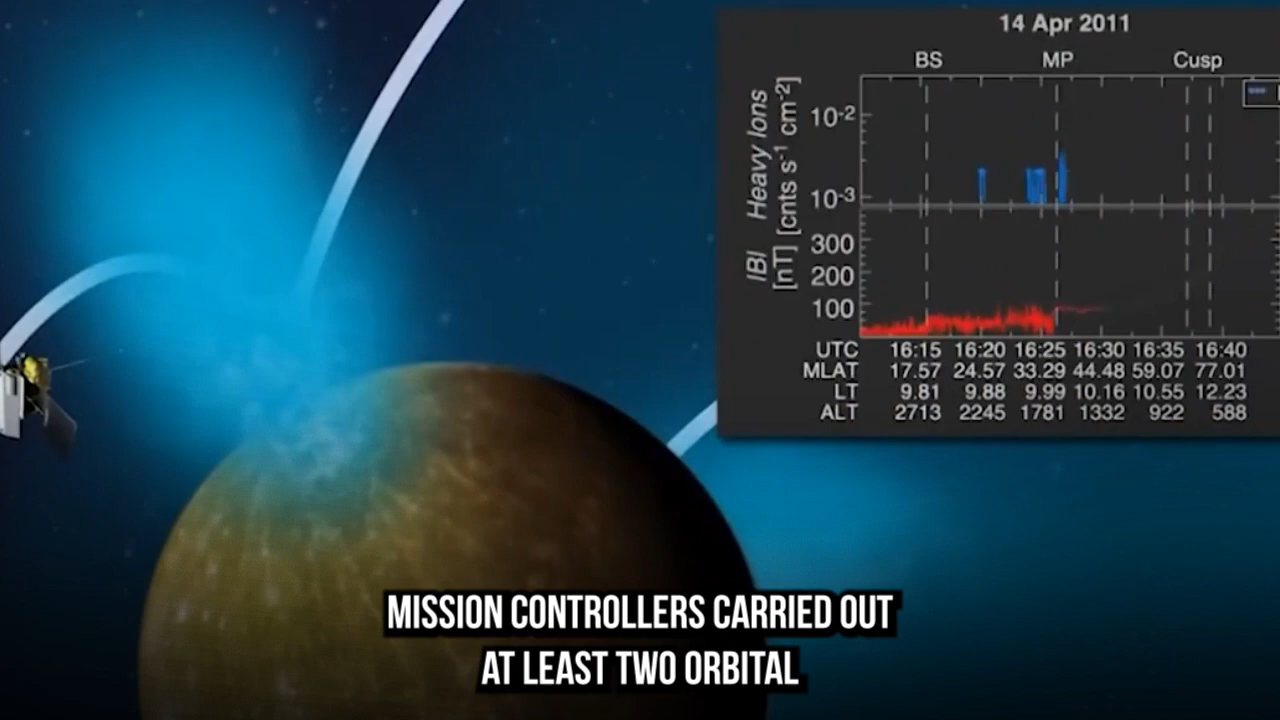 14 Apr 2011
BS MP Cusp
Heavy Ions
[cnts s⁻¹ cm⁻²]
10⁻²
10⁻³
IBI
[nT]
300
200
100
UTC 16:15 16:20 16:25 16:30 16:35 16:40
MLAT 17.57 24.57 33.29 44.48 59.07 77.01
LT 9.81 9.88 9.99 10.16 10.55 12.23
ALT 2713 2245 1781 1332 922 588
MISSION CONTROLLERS CARRIED OUT
AT LEAST TWO ORBITAL